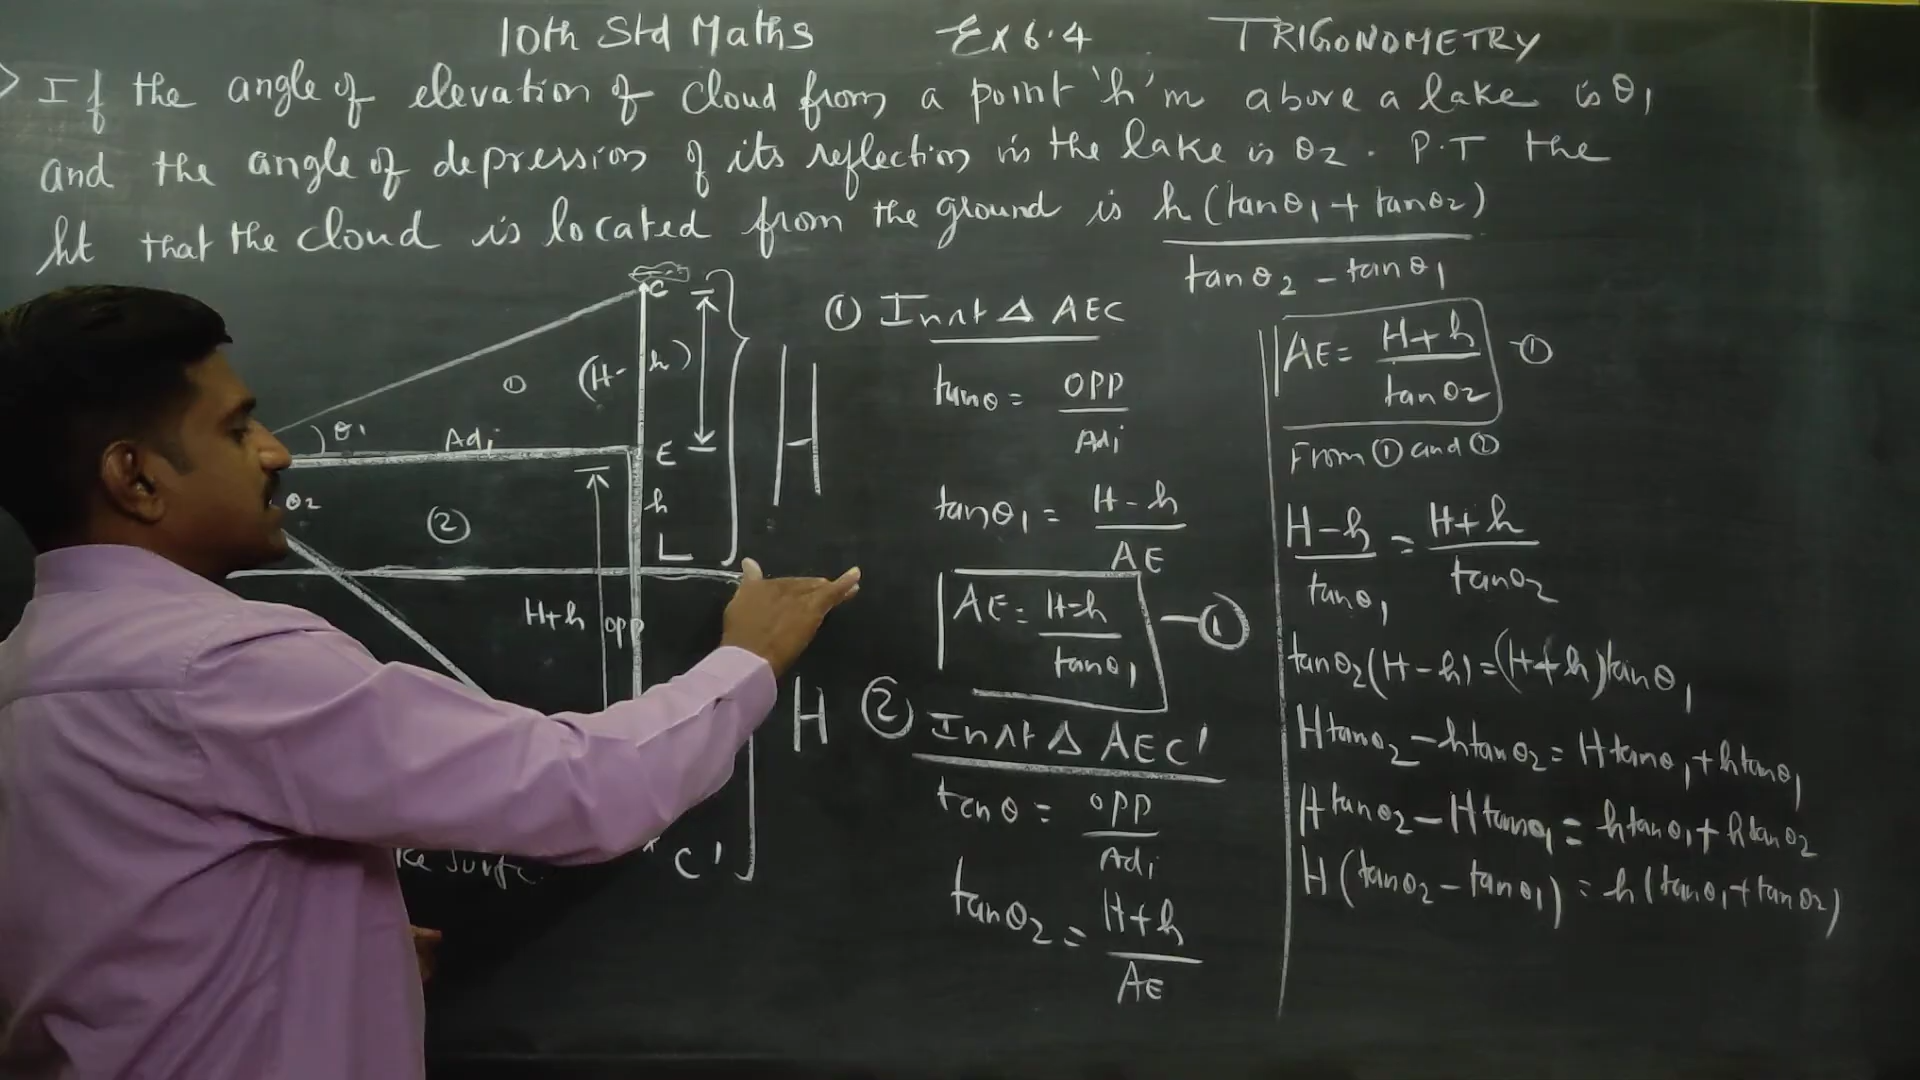 10th Std Maths Ex 6.4 TRIGONOMETRY
If the angle of elevation of cloud from a point 'h'm above a lake is θ1
and the angle of depression of its reflection in the lake is θ2. P.T the
ht that the cloud is located from the ground is h(tanθ1 + tanθ2)
tanθ2 - tanθ1
C
(H-h)
①
θ1
Adj
E
H
θ2
②
h
L
H+h
opp
H
C'
① In rt Δ AEC
tanθ = opp
Adj
tanθ1 = H-h
AE
AE = H-h
tanθ1
-①
② In rt Δ AEC'
tanθ = opp
Adj
tanθ2 = H+h
AE
AE = H+h
tanθ2
-①
From ① and ②
H-h = H+h
tanθ1 tanθ2
tanθ2(H-h) = (H+h)tanθ1
Htanθ2 - htanθ2 = Htanθ1 + htanθ1
Htanθ2 - Htanθ1 = htanθ1 + htanθ2
H(tanθ2 - tanθ1) = h(tanθ1 + tanθ2)